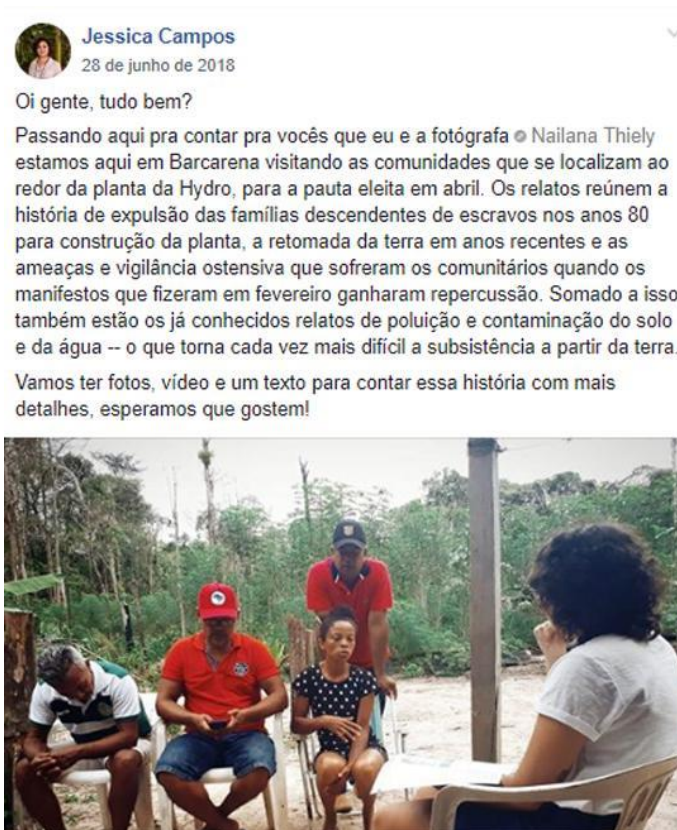 Jessica Campos
28 de junho de 2018
Oi gente, tudo bem?
Passando aqui pra contar pra vocês que eu e a fotógrafa Nailana Thiely
estamos aqui em Barcarena visitando as comunidades que se localizam ao
redor da planta da Hydro, para a pauta eleita em abril. Os relatos reúnem a
história de expulsão das famílias descendentes de escravos nos anos 80
para construção da planta, a retomada da terra em anos recentes e as
ameaças e vigilância ostensiva que sofreram os comunitários quando os
manifestos que fizeram em fevereiro ganharam repercussão. Somado a isso
também estão os já conhecidos relatos de poluição e contaminação do solo
e da água -- o que torna cada vez mais difícil a subsistência a partir da terra.
Vamos ter fotos, vídeo e um texto para contar essa história com mais
detalhes, esperamos que gostem!